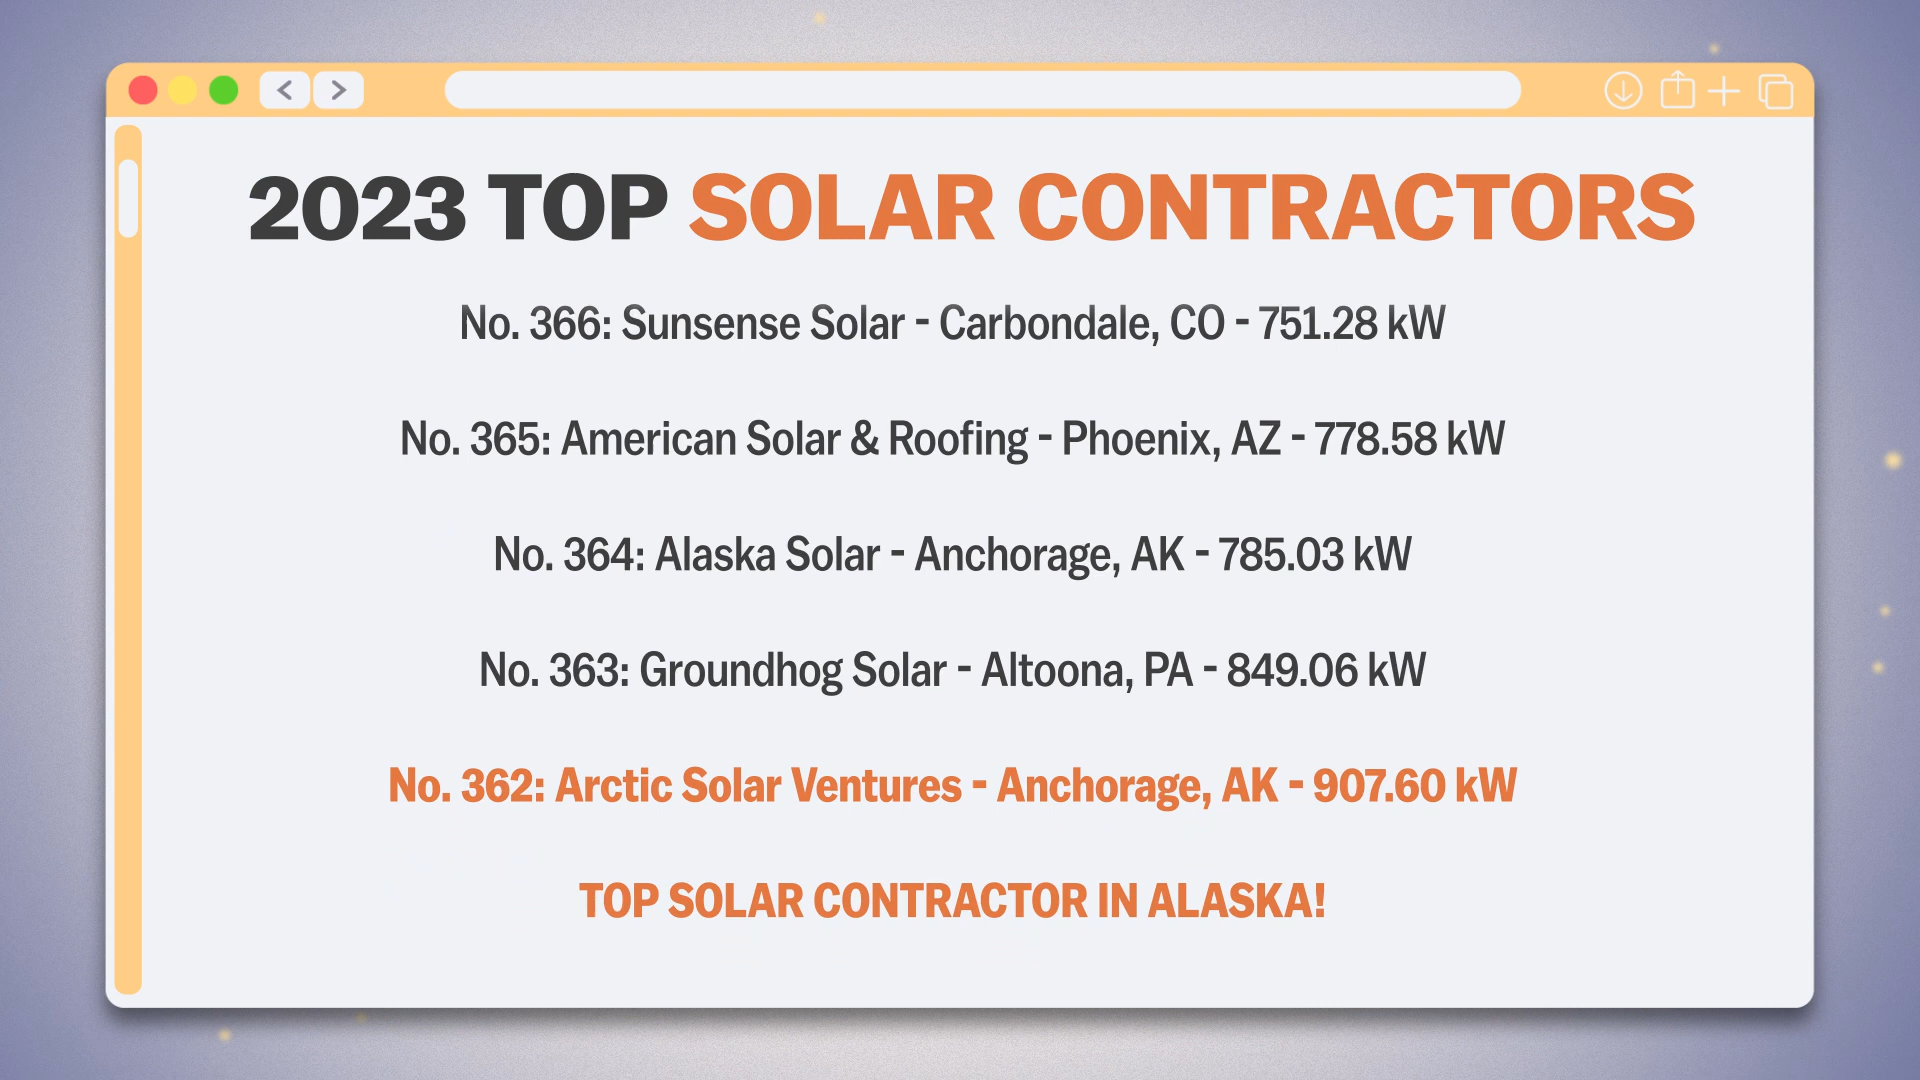 2023 TOP SOLAR CONTRACTORS
No. 366: Sunsense Solar - Carbondale, CO - 751.28 kW
No. 365: American Solar & Roofing - Phoenix, AZ - 778.58 kW
No. 364: Alaska Solar - Anchorage, AK - 785.03 kW
No. 363: Groundhog Solar - Altoona, PA - 849.06 kW
No. 362: Arctic Solar Ventures - Anchorage, AK - 907.60 kW
TOP SOLAR CONTRACTOR IN ALASKA!